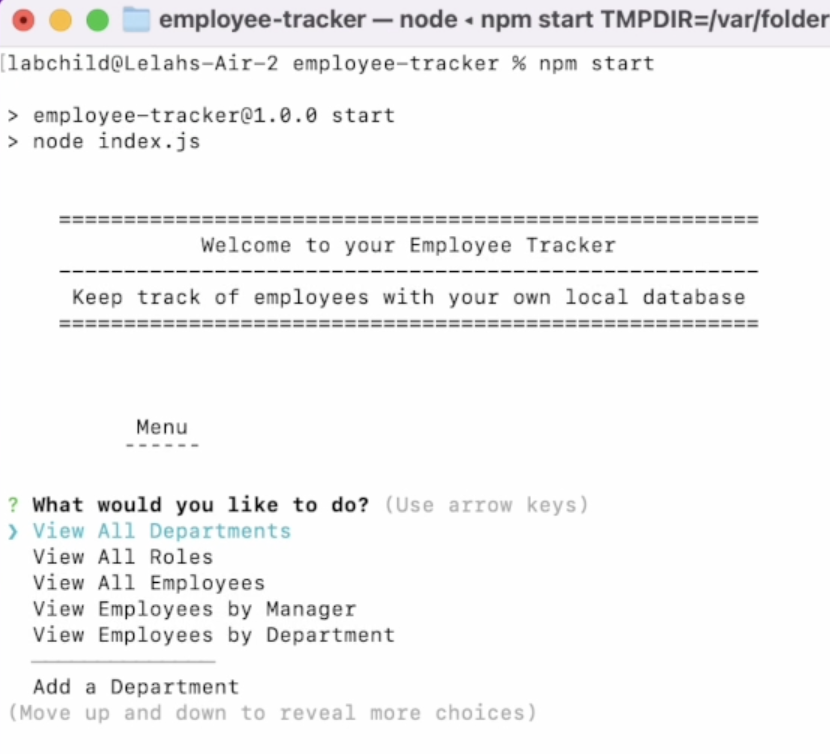 employee-tracker — node ◂ npm start TMPDIR=/var/folder
[labchild@Lelahs-Air-2 employee-tracker % npm start
> employee-tracker@1.0.0 start
> node index.js
======================================================
Welcome to your Employee Tracker
------------------------------------------------------
Keep track of employees with your own local database
======================================================
Menu
------
? What would you like to do? (Use arrow keys)
❯ View All Departments
View All Roles
View All Employees
View Employees by Manager
View Employees by Department
──────────────
Add a Department
(Move up and down to reveal more choices)